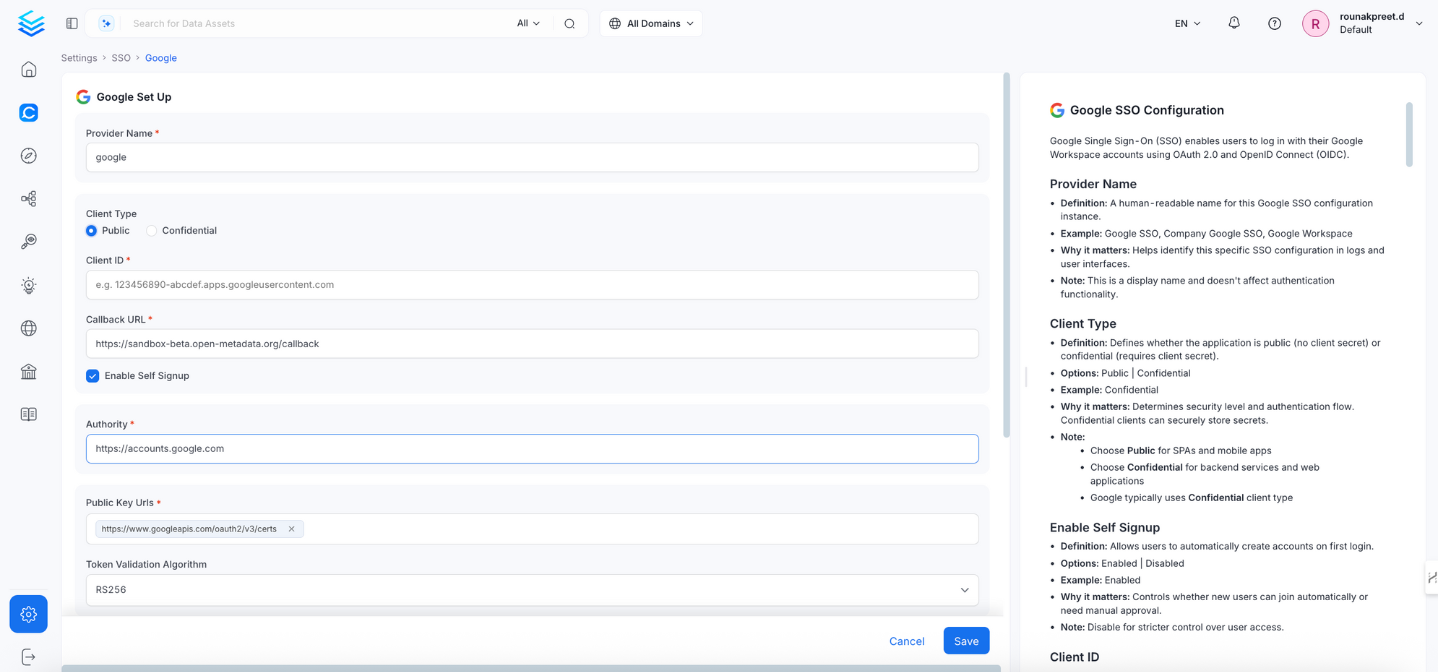 Search for Data Assets
All
All Domains
EN
R
rounakpreet.d
Default
Settings > SSO > Google
Google Set Up
Provider Name *
google
Client Type
Public
Confidential
Client ID *
e.g. 123456890-abcdef.apps.googleusercontent.com
Callback URL *
https://sandbox-beta.open-metadata.org/callback
Enable Self Signup
Authority *
https://accounts.google.com
Public Key Urls *
https://www.googleapis.com/oauth2/v3/certs
Token Validation Algorithm
RS256
Cancel
Save
Google SSO Configuration
Google Single Sign-On (SSO) enables users to log in with their Google
Workspace accounts using OAuth 2.0 and OpenID Connect (OIDC).
Provider Name
• Definition: A human-readable name for this Google SSO configuration
instance.
• Example: Google SSO, Company Google SSO, Google Workspace
• Why it matters: Helps identify this specific SSO configuration in logs and
user interfaces.
• Note: This is a display name and doesn't affect authentication
functionality.
Client Type
• Definition: Defines whether the application is public (no client secret) or
confidential (requires client secret).
• Options: Public | Confidential
• Example: Confidential
• Why it matters: Determines security level and authentication flow.
Confidential clients can securely store secrets.
• Note:
• Choose Public for SPAs and mobile apps
• Choose Confidential for backend services and web
applications
• Google typically uses Confidential client type
Enable Self Signup
• Definition: Allows users to automatically create accounts on first login.
• Options: Enabled | Disabled
• Example: Enabled
• Why it matters: Controls whether new users can join automatically or
need manual approval.
• Note: Disable for stricter control over user access.
Client ID